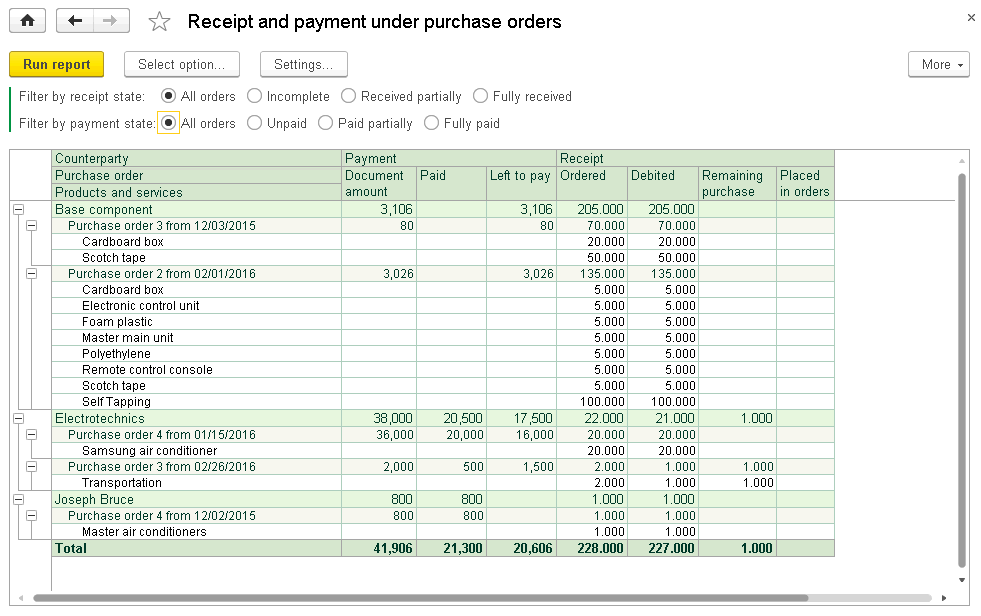 Receipt and payment under purchase orders
Run report Select option... Settings... More
Filter by receipt state: All orders Incomplete Received partially Fully received
Filter by payment state: All orders Unpaid Paid partially Fully paid
Counterparty Payment Receipt
Purchase order Document amount Paid Left to pay Ordered Debited Remaining purchase Placed in orders
Products and services
Base component 3,106 3,106 205.000 205.000
Purchase order 3 from 12/03/2015 80 80 70.000 70.000
Cardboard box 20.000 20.000
Scotch tape 50.000 50.000
Purchase order 2 from 02/01/2016 3,026 3,026 135.000 135.000
Cardboard box 5.000 5.000
Electronic control unit 5.000 5.000
Foam plastic 5.000 5.000
Master main unit 5.000 5.000
Polyethylene 5.000 5.000
Remote control console 5.000 5.000
Scotch tape 5.000 5.000
Self Tapping 100.000 100.000
Electrotechnics 38,000 20,500 17,500 22.000 21.000 1.000
Purchase order 4 from 01/15/2016 36,000 20,000 16,000 20.000 20.000
Samsung air conditioner 20.000 20.000
Purchase order 3 from 02/26/2016 2,000 500 1,500 2.000 1.000 1.000
Transportation 2.000 1.000 1.000
Joseph Bruce 800 800 1.000 1.000
Purchase order 4 from 12/02/2015 800 800 1.000 1.000
Master air conditioners 1.000 1.000
Total 41,906 21,300 20,606 228.000 227.000 1.000